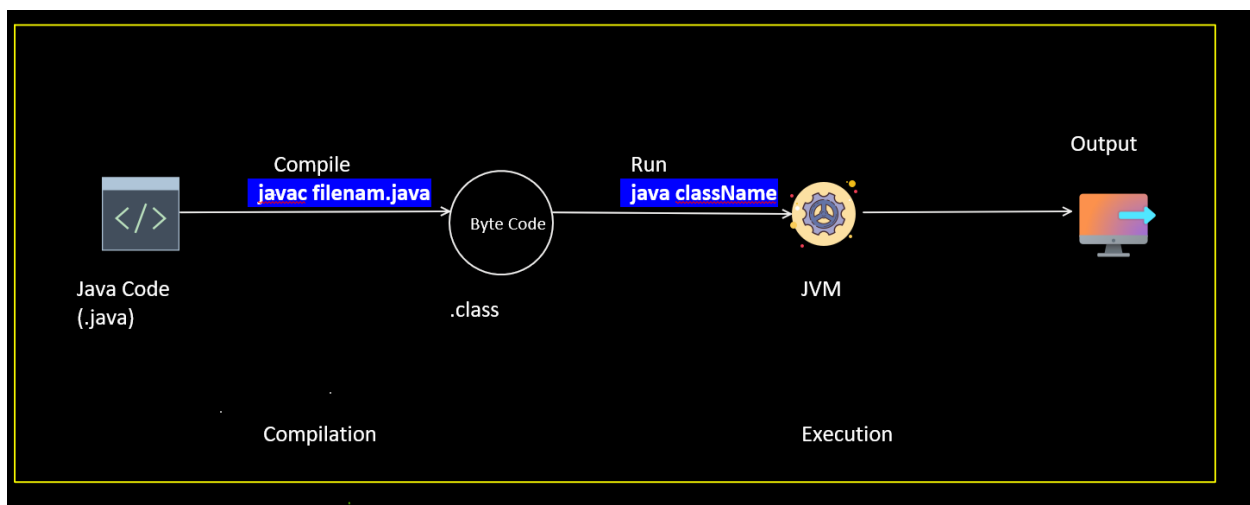 Output
Compile
javac filenam.java
Run
java className
</>
Byte Code
Java Code
(.java)
.class
JVM
Compilation
Execution